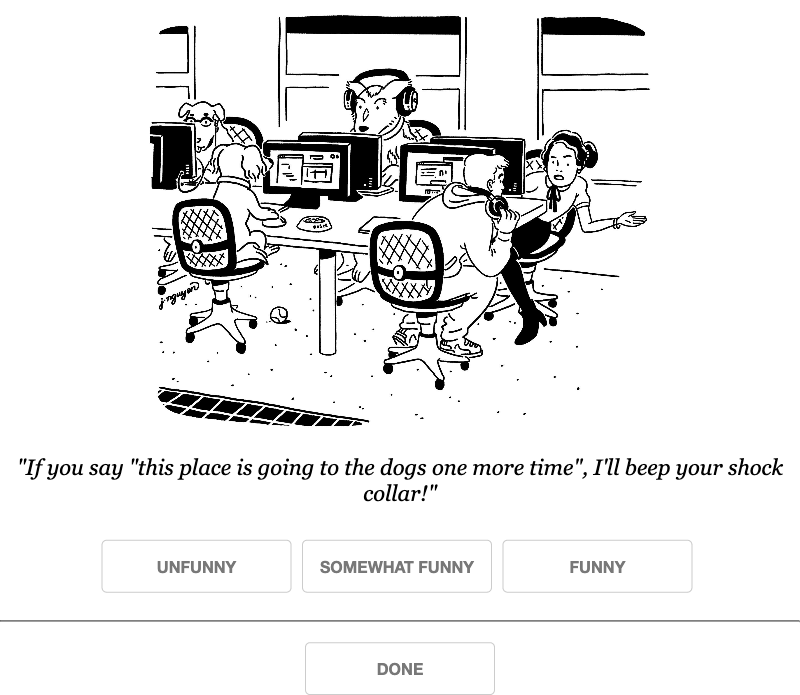 j. nguyen
"If you say "this place is going to the dogs one more time", I'll beep your shock
collar!"
UNFUNNY
SOMEWHAT FUNNY
FUNNY
DONE